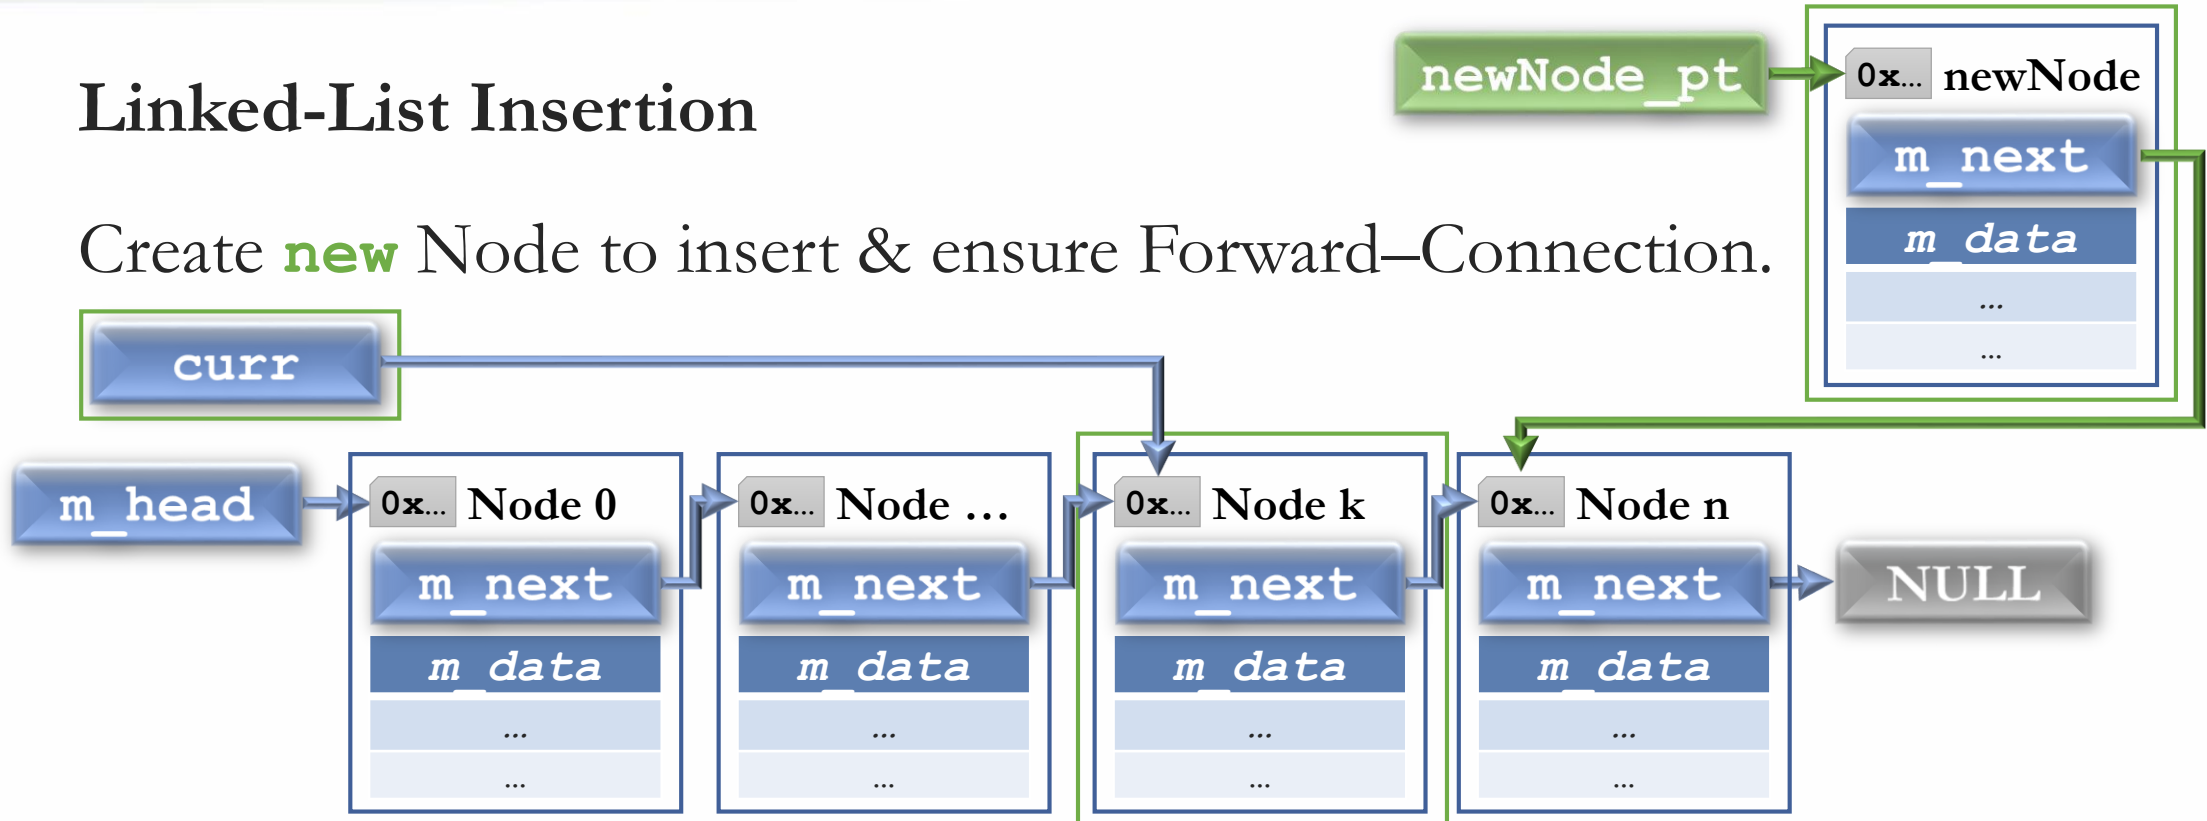 Linked-List Insertion
newNode_pt
0x... newNode
m_next
m_data
...
...
Create new Node to insert & ensure Forward–Connection.
curr
m_head
0x... Node 0
m_next
m_data
...
...
0x... Node …
m_next
m_data
...
...
0x... Node k
m_next
m_data
...
...
0x... Node n
m_next
m_data
...
...
NULL